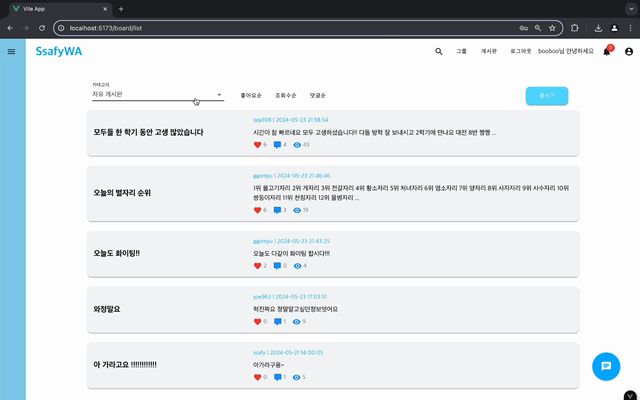 Vite App
localhost:5173/board/list
SsafyWA
그룹
게시판
로그아웃
booboo님 안녕하세요
카테고리
자유 게시판
좋아요순
조회수순
댓글순
글쓰기
모두들 한 학기 동안 고생 많았습니다
qqa108 | 2024-05-23 21:58:54
시간이 참 빠르네요 모두 고생하셨습니다!! 다들 방학 잘 보내시고 2학기에 만나요 대전 8반 짱짱 ...
6 4 43
오늘의 별자리 순위
ggomju | 2024-05-23 21:46:46
1위 물고기자리 2위 게자리 3위 전갈자리 4위 황소자리 5위 처녀자리 6위 염소자리 7위 양자리 8위 사자자리 9위 사수자리 10위
쌍둥이자리 11위 천칭자리 12위 물병자리 ...
6 3 19
오늘도 화이팅!!
ggomju | 2024-05-23 21:43:25
오늘도 다같이 화이팅 합시다!!!
2 0 4
와정말요
yjw963 | 2024-05-23 17:03:51
헉진짜요 정말알고싶던정보엿어요
0 1 9
아 가라고요 !!!!!!!!!!!!!
ssafy | 2024-05-21 14:00:05
아가라구용~
0 1 5